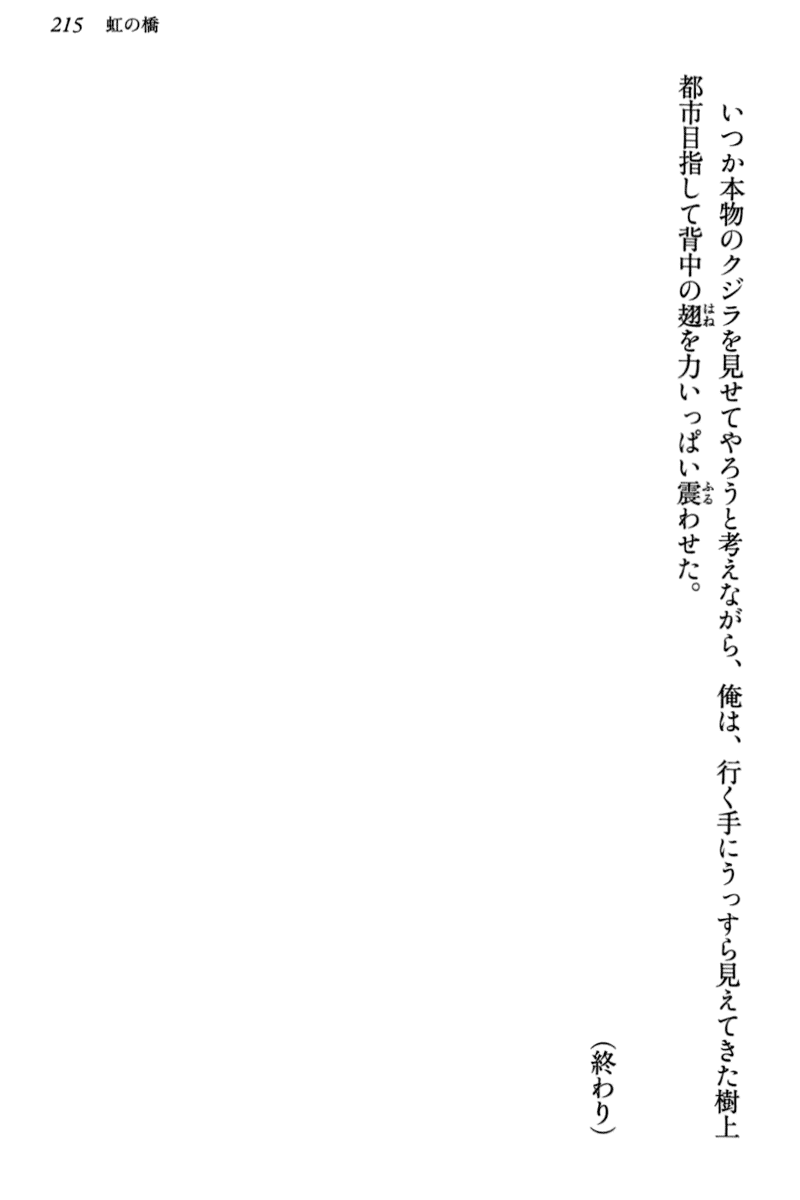 215 虹の橋
いつか本物のクジラを見せてやろうと考えながら、俺は、行く手にうっすら見えてきた樹上
都市目指して背中の翅はねを力いっぱい震ふるわせた。
（終わり）